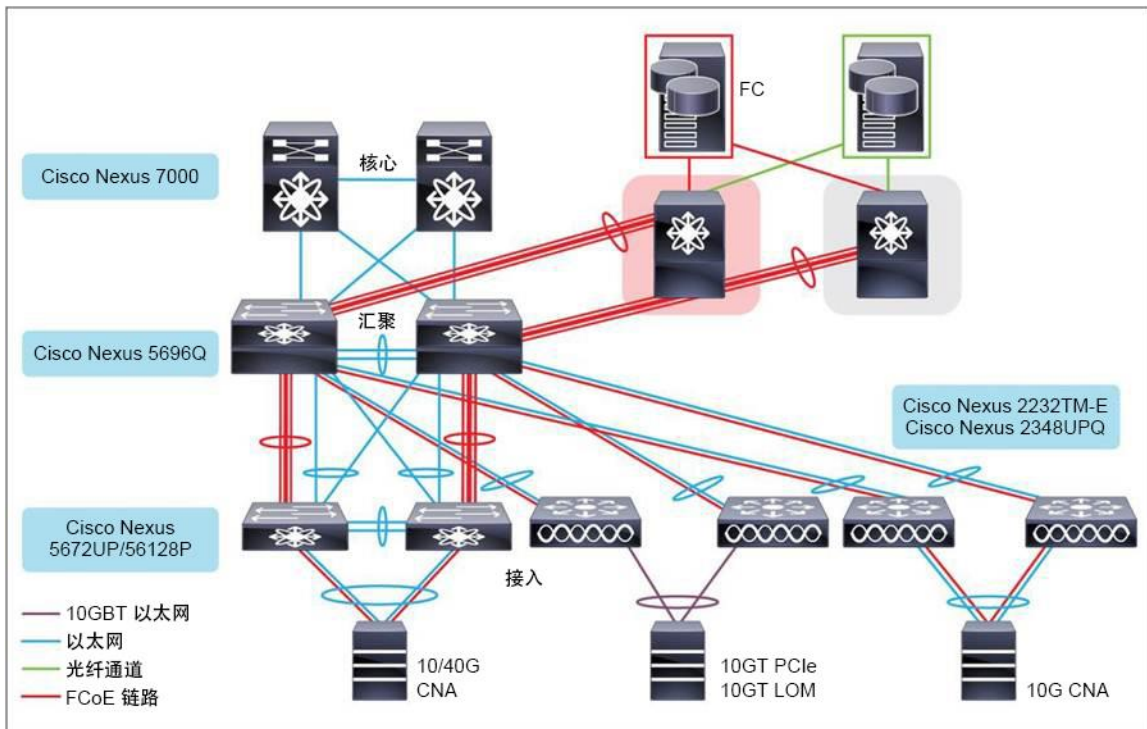 FC
Cisco Nexus 7000
核心
汇聚
Cisco Nexus 5696Q
Cisco Nexus 2232TM-E
Cisco Nexus 2348UPQ
Cisco Nexus
5672UP/56128P
接入
10GBT 以太网
以太网
光纤通道
FCoE 链路
10/40G
CNA
10GT PCIe
10GT LOM
10G CNA